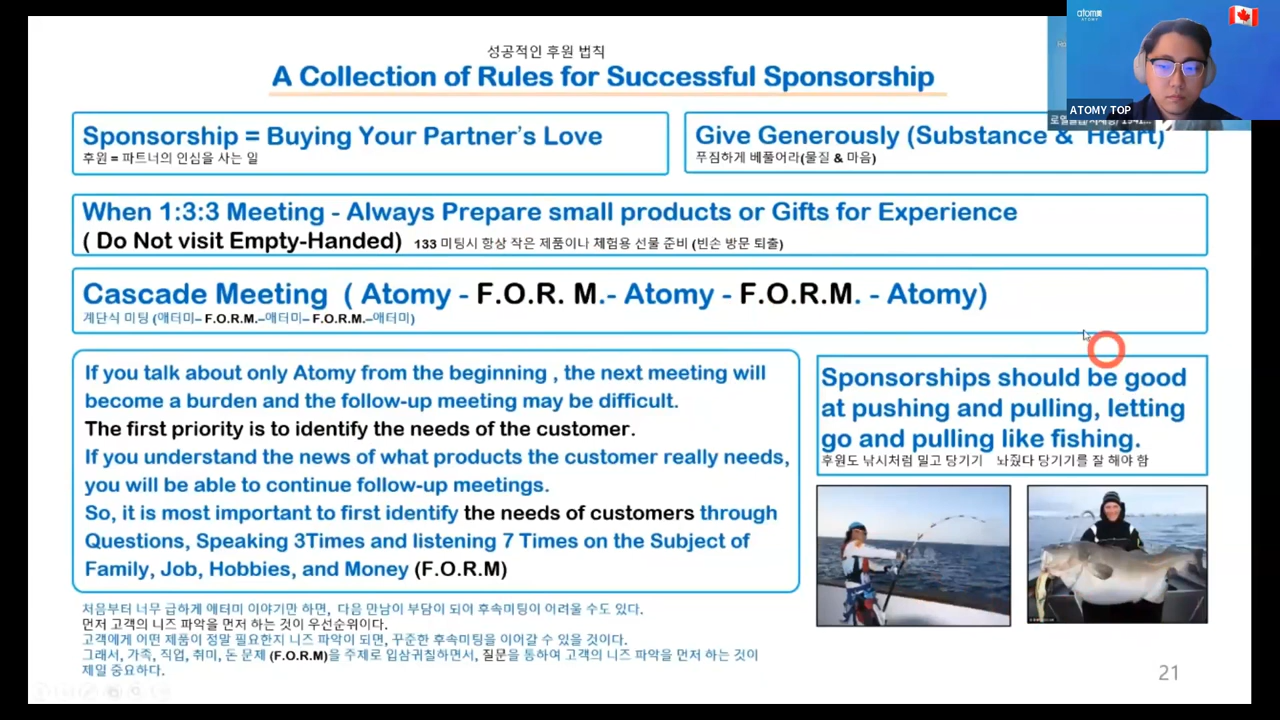 성공적인 후원 법칙
A Collection of Rules for Successful Sponsorship
atom美
ATOMY TOP
Sponsorship = Buying Your Partner's Love
후원 = 파트너의 인심을 사는 일
Give Generously (Substance & Heart)
푸짐하게 베풀어라(물질 & 마음)
When 1:3:3 Meeting - Always Prepare small products or Gifts for Experience
( Do Not visit Empty-Handed) 133 미팅시 항상 작은 제품이나 체험용 선물 준비 (빈손 방문 퇴출)
Cascade Meeting ( Atomy - F.O.R. M.- Atomy - F.O.R.M. - Atomy)
계단식 미팅 (애터미– F.O.R.M.–애터미– F.O.R.M.–애터미)
If you talk about only Atomy from the beginning , the next meeting will
become a burden and the follow-up meeting may be difficult.
The first priority is to identify the needs of the customer.
If you understand the news of what products the customer really needs,
you will be able to continue follow-up meetings.
So, it is most important to first identify the needs of customers through
Questions, Speaking 3Times and listening 7 Times on the Subject of
Family, Job, Hobbies, and Money (F.O.R.M)
Sponsorships should be good
at pushing and pulling, letting
go and pulling like fishing.
후원도 낚시처럼 밀고 당기기 놔줬다 당기기를 잘 해야 함
처음부터 너무 급하게 애터미 이야기만 하면, 다음 만남이 부담이 되어 후속미팅이 어려울 수도 있다.
먼저 고객의 니즈 파악을 먼저 하는 것이 우선순위이다.
고객에게 어떤 제품이 정말 필요한지 니즈 파악이 되면, 꾸준한 후속미팅을 이어갈 수 있을 것이다.
그래서, 가족, 직업, 취미, 돈 문제 (F.O.R.M)을 주제로 입삼귀칠하면서, 질문을 통하여 고객의 니즈 파악을 먼저 하는 것이
제일 중요하다.
21